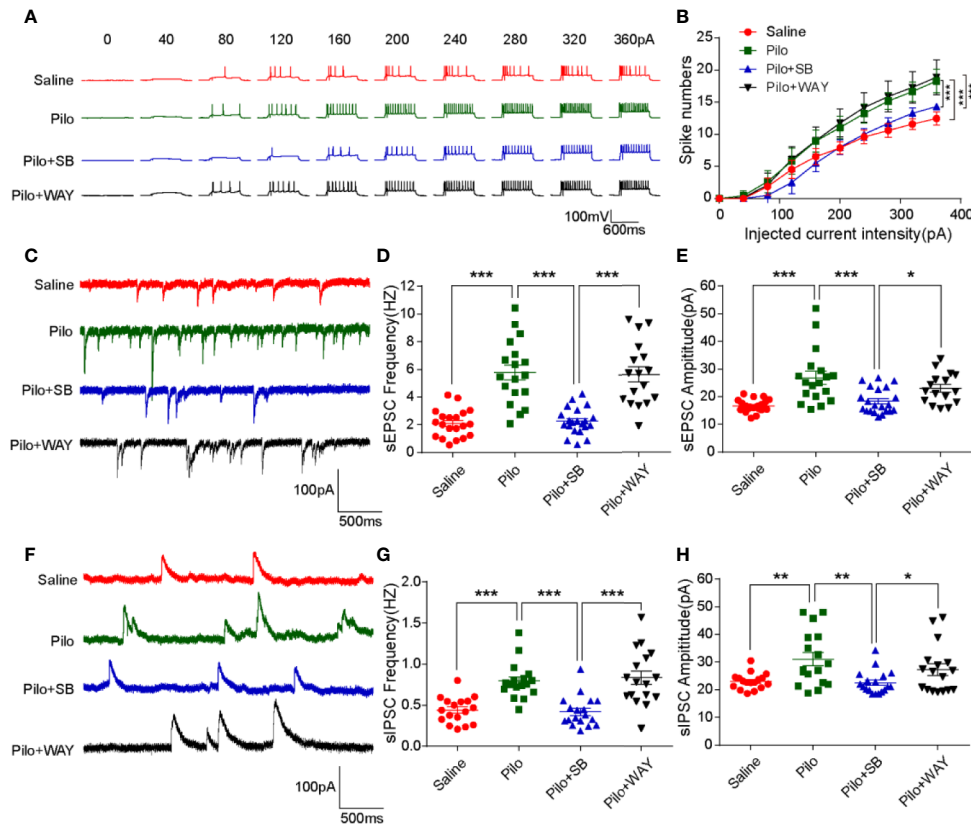 A
0 40 80 120 160 200 240 280 320 360pA
Saline
Pilo
Pilo+SB
Pilo+WAY
100mV
600ms
B
Saline
Pilo
Pilo+SB
Pilo+WAY
Spike numbers
25
20
15
10
5
0
0 100 200 300 400
Injected current intensity(pA)
***
***
C
Saline
Pilo
Pilo+SB
Pilo+WAY
100pA
500ms
D
*** *** ***
sEPSC Frequency(HZ)
12
10
8
6
4
2
0
Saline
Pilo
Pilo+SB
Pilo+WAY
E
*** *** *
sEPSC Amptitude(pA)
60
50
40
30
20
10
0
Saline
Pilo
Pilo+SB
Pilo+WAY
F
Saline
Pilo
Pilo+SB
Pilo+WAY
100pA
500ms
G
*** *** ***
sIPSC Frequency(HZ)
2.0
1.5
1.0
0.5
0.0
Saline
Pilo
Pilo+SB
Pilo+WAY
H
** ** *
sIPSC Amptitude(pA)
60
50
40
30
20
10
0
Saline
Pilo
Pilo+SB
Pilo+WAY